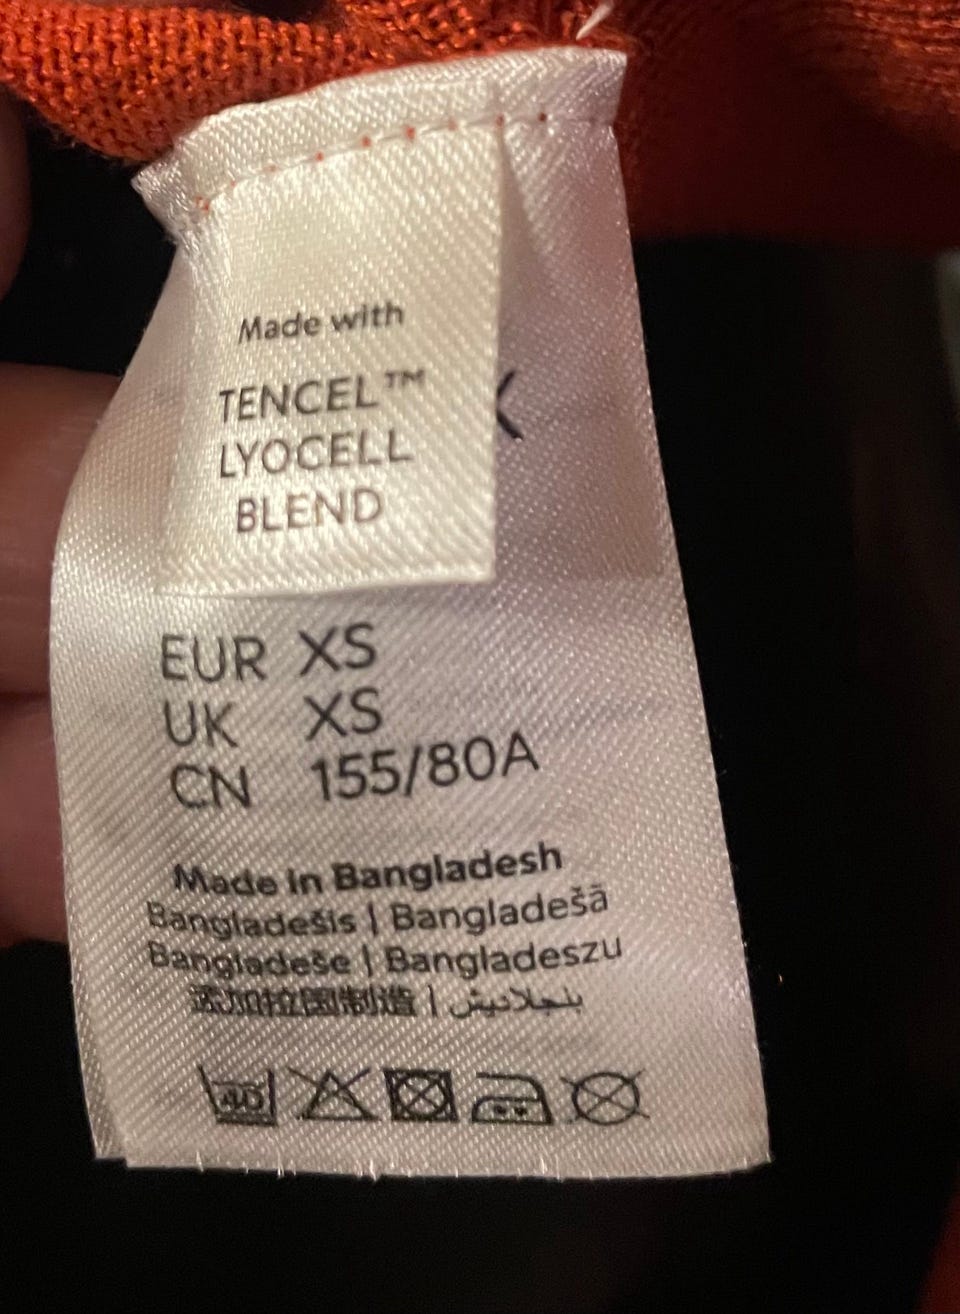 Made with
TENCEL™
LYOCELL
BLEND
EUR XS
UK XS
CN 155/80A
Made in Bangladesh
Bangladešis | Bangladešā
Bangladeše | Bangladeszu
孟加拉国制造 | بنجلاديش
40